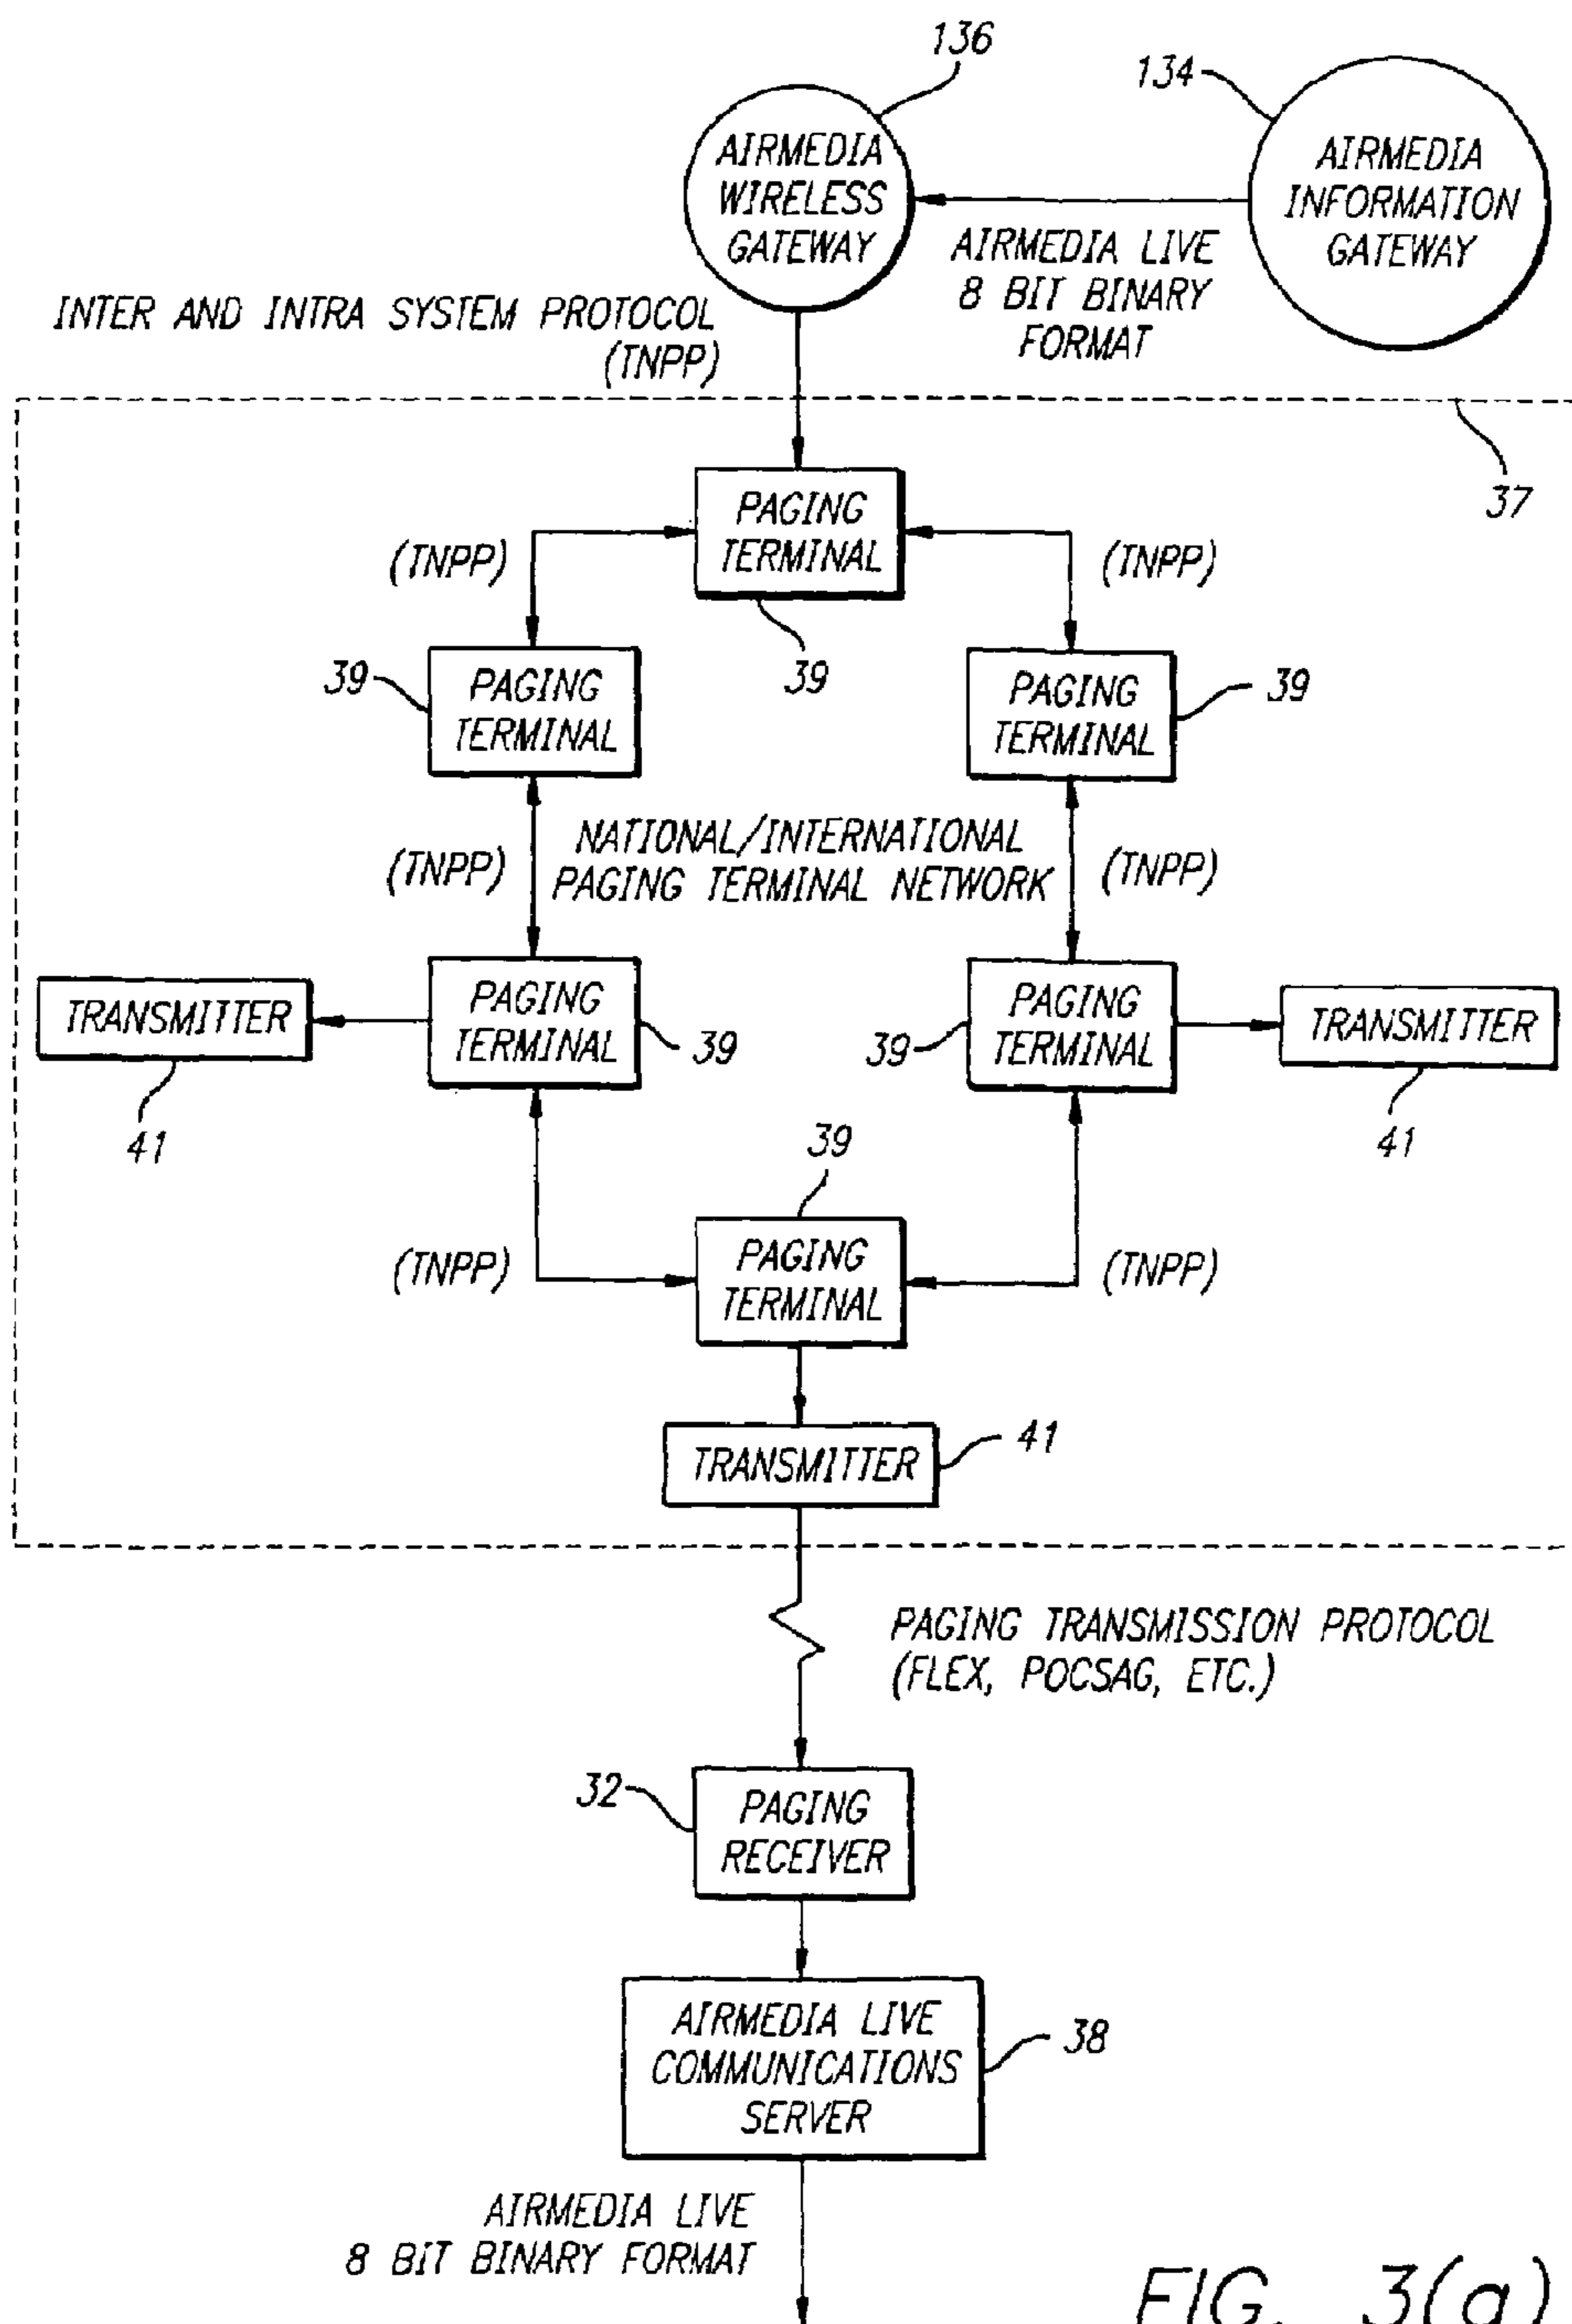 136
134
AIRMEDIA
WIRELESS
GATEWAY
AIRMEDIA
INFORMATION
GATEWAY
AIRMEDIA LIVE
8 BIT BINARY
FORMAT
INTER AND INTRA SYSTEM PROTOCOL
(TNPP)
37
PAGING
TERMINAL
39
(TNPP)
(TNPP)
39
PAGING
TERMINAL
PAGING
TERMINAL
39
(TNPP)
NATIONAL/INTERNATIONAL
PAGING TERMINAL NETWORK
(TNPP)
TRANSMITTER
41
PAGING
TERMINAL
39
39
PAGING
TERMINAL
TRANSMITTER
41
39
(TNPP)
PAGING
TERMINAL
(TNPP)
TRANSMITTER
41
PAGING TRANSMISSION PROTOCOL
(FLEX, POCSAG, ETC.)
32
PAGING
RECEIVER
AIRMEDIA LIVE
COMMUNICATIONS
SERVER
38
AIRMEDIA LIVE
8 BIT BINARY FORMAT
FIG. 3(a)